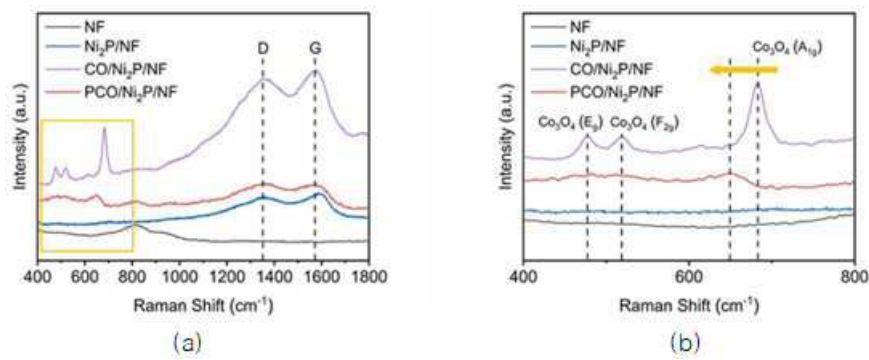 NF
Ni₂P/NF
CO/Ni₂P/NF
PCO/Ni₂P/NF
D
G
Intensity (a.u.)
400 600 800 1000 1200 1400 1600 1800
Raman Shift (cm⁻¹)
(a)
NF
Ni₂P/NF
CO/Ni₂P/NF
PCO/Ni₂P/NF
Co₃O₄ (A₁g)
Co₃O₄ (Eg)
Co₃O₄ (F₂g)
Intensity (a.u.)
400 600 800
Raman Shift (cm⁻¹)
(b)